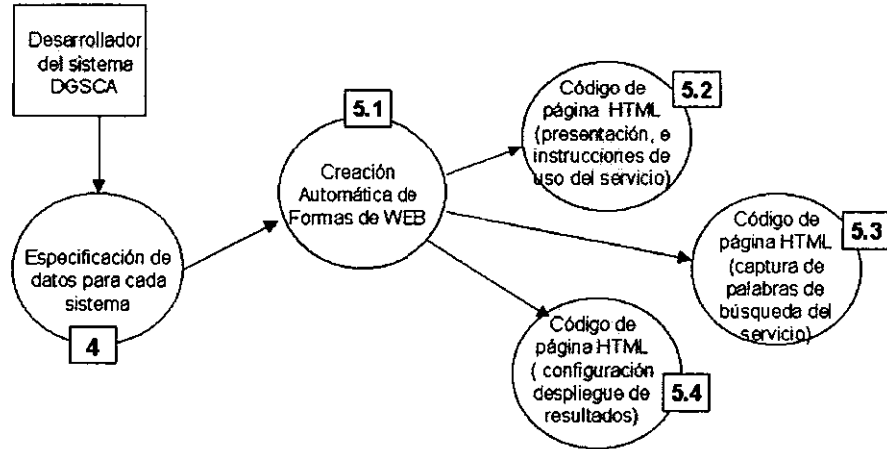 Desarrollador
del sistema
DGSCA
Especificación de
datos para cada
sistema
4
5.1
Creación
Automática de
Formas de WEB
5.2
Código de
página HTML
(presentación, e
instrucciones de
uso del servicio)
5.3
Código de
página HTML
(captura de
palabras de
búsqueda del
servicio)
Código de
página HTML
( configuración
despliegue de
resultados)
5.4